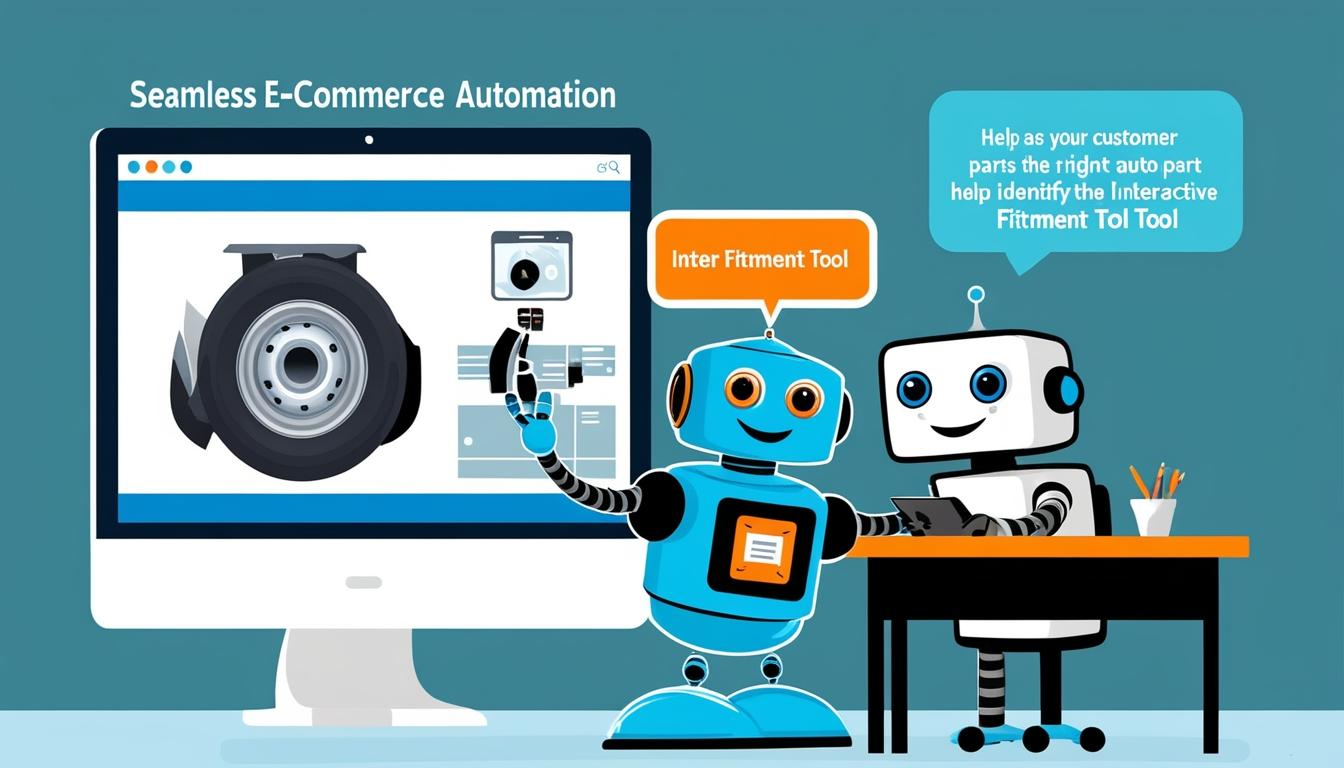 Seamless E-Commerce Automation
Inter Fitment Tool
Help as your customer
parts the right auto part
help identify the Interactive
Fitment Tol Tool